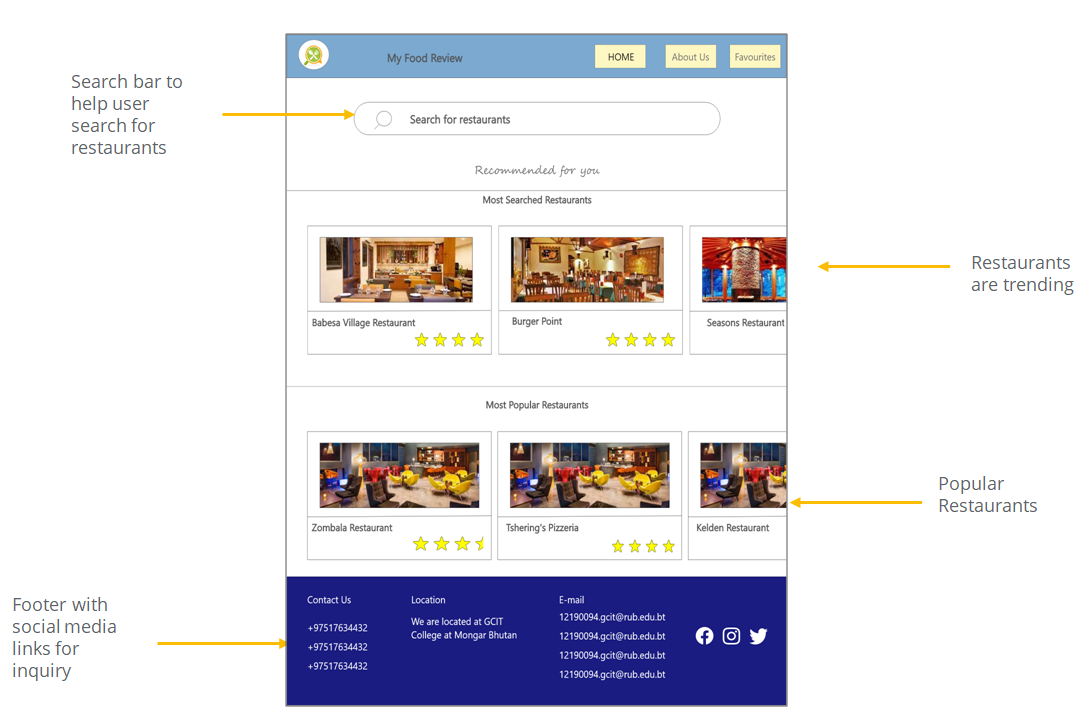 My Food Review
HOME
About Us
Favourites
Search bar to
help user
search for
restaurants
Search for restaurants
Recommended for you
Most Searched Restaurants
Restaurants
are trending
Babesa Village Restaurant
Burger Point
Seasons Restaurant
Most Popular Restaurants
Popular
Restaurants
Zombala Restaurant
Tshering's Pizzeria
Kelden Restaurant
Footer with
social media
links for
inquiry
Contact Us
+97517634432
+97517634432
+97517634432
Location
We are located at GCIT
College at Mongar Bhutan
E-mail
12190094.gcit@rub.edu.bt
12190094.gcit@rub.edu.bt
12190094.gcit@rub.edu.bt
12190094.gcit@rub.edu.bt